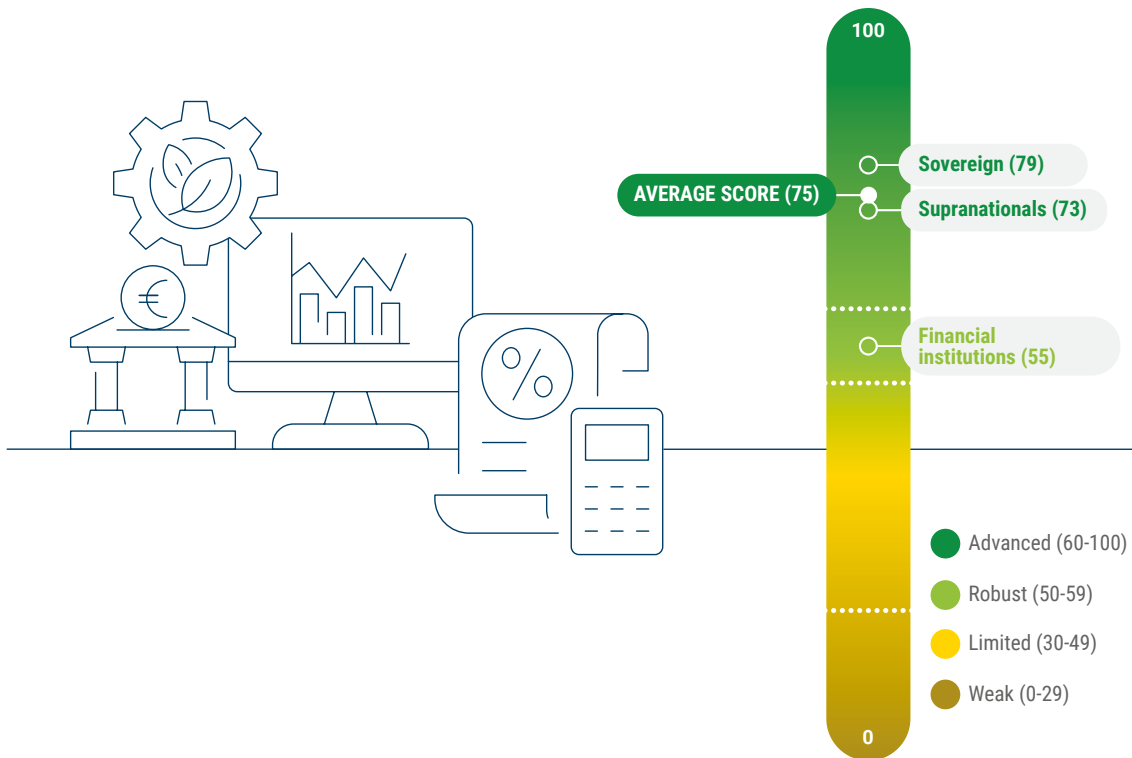 100
Sovereign (79)
AVERAGE SCORE (75)
Supranationals (73)
Financial
institutions (55)
€
%
Advanced (60-100)
Robust (50-59)
Limited (30-49)
Weak (0-29)
0